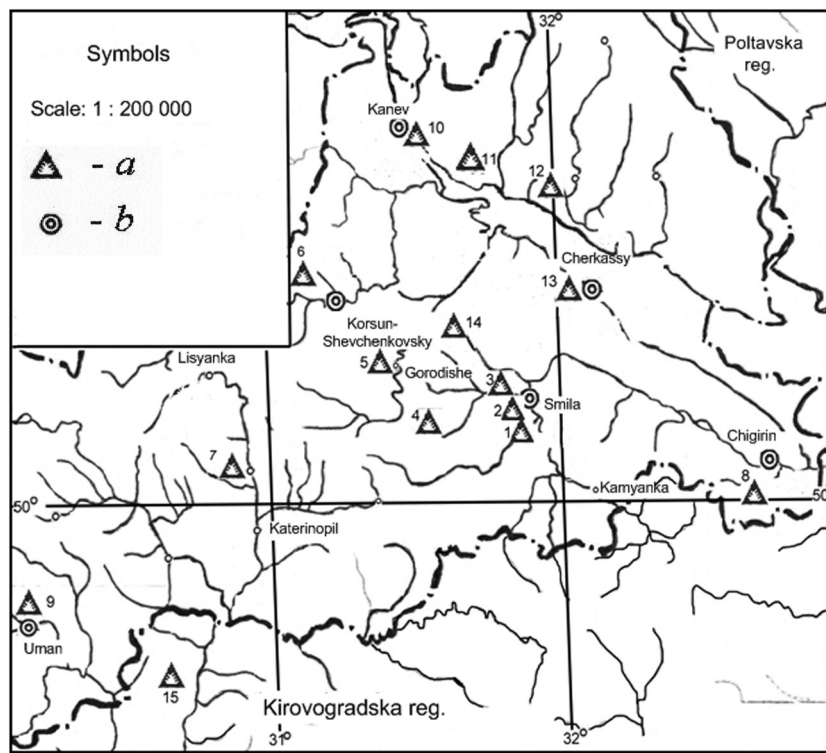 Symbols
Scale: 1 : 200 000
- a
- b
32°
Poltavska
reg.
Kanev
10
11
12
6
Cherkassy
13
14
Korsun-
Shevchenkovsky
Lisyanka
5
Gorodishe
3
Smila
2
4
1
Chigirin
7
8
Kamyanka
50°
50
Katerinopil
9
Uman
15
Kirovogradska reg.
31°
32°